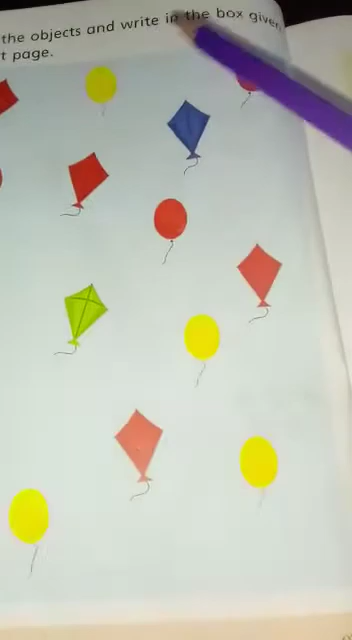 the objects and write in the box given
t page.